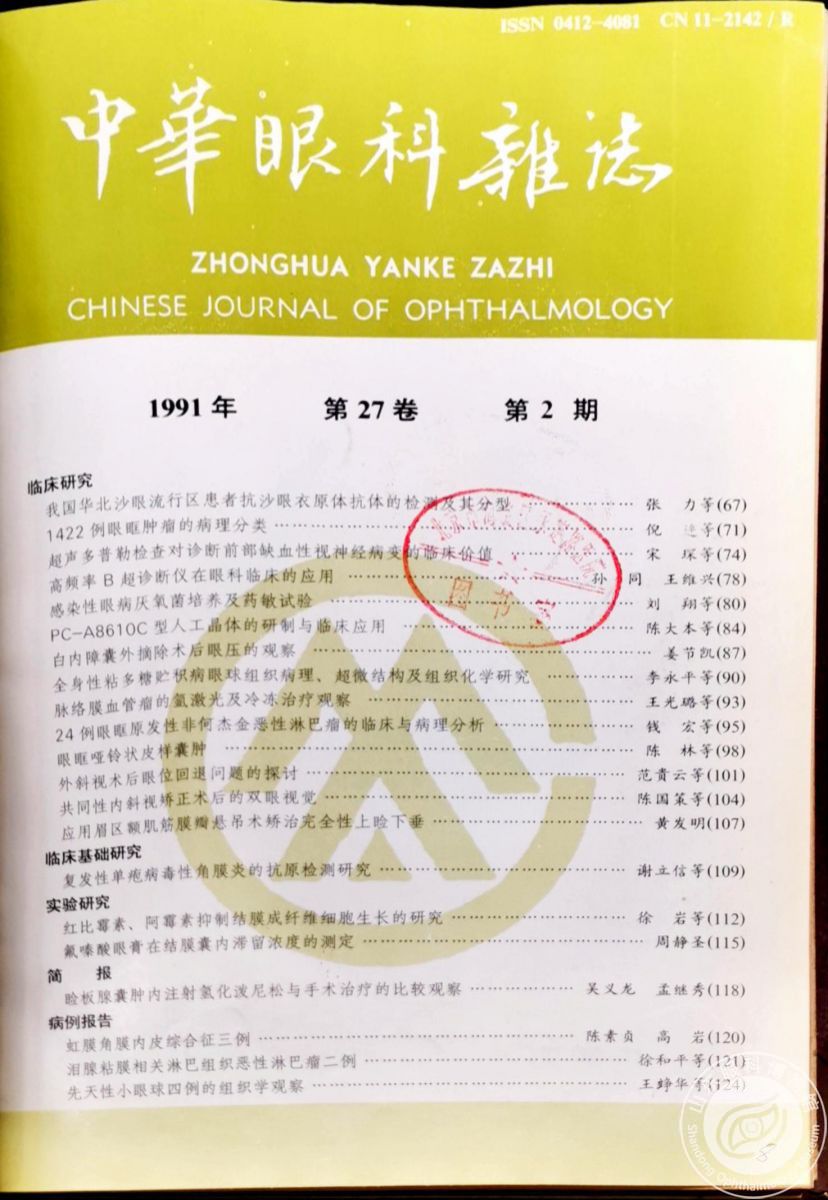 ISSN 0412-4081 CN 11-2142/R
中華眼科雜誌
ZHONGHUA YANKE ZAZHI
CHINESE JOURNAL OF OPHTHALMOLOGY
1991年 第27卷 第2期
临床研究
我国华北沙眼流行区患者抗沙眼衣原体抗体的检测及其分型 …… 张 力等(67)
1422例眼眶肿瘤的病理分类 …… 倪 等(71)
超声多普勒检查对诊断前部缺血性视神经病变的临床价值 …… 宋 琛等(74)
高频率B超诊断仪在眼科临床的应用 …… 孙 同 王维兴(78)
感染性眼病厌氧菌培养及药敏试验 …… 刘 翔等(80)
PC-A8610C型人工晶体的研制与临床应用 …… 陈大本等(84)
白内障囊外摘除术后眼压的观察 …… 姜节凯(87)
全身性粘多糖贮积病眼球组织病理、超微结构及组织化学研究 …… 李永平等(90)
脉络膜血管瘤的氩激光及冷冻治疗观察 …… 王光璐等(93)
24例眼眶原发性非何杰金恶性淋巴瘤的临床与病理分析 …… 钱 宏等(95)
眼眶哑铃状皮样囊肿 …… 陈 林等(98)
外斜视术后眼位回退问题的探讨 …… 范贵云等(101)
共同性内斜视矫正术后的双眼视觉 …… 陈国策等(104)
应用眉区额肌筋膜瓣悬吊术矫治完全性上睑下垂 …… 黄发明(107)
临床基础研究
复发性单疱病毒性角膜炎的抗原检测研究 …… 谢立信等(109)
实验研究
红比霉素、阿霉素抑制结膜成纤维细胞生长的研究 …… 徐 岩等(112)
氟嗪酸眼膏在结膜囊内滞留浓度的测定 …… 周静圣(115)
简 报
睑板腺囊肿内注射氢化泼尼松与手术治疗的比较观察 …… 吴义龙 孟继秀(118)
病例报告
虹膜角膜内皮综合征三例 …… 陈素贞 高 岩(120)
泪腺粘膜相关淋巴组织恶性淋巴瘤二例 …… 徐和平等(121)
先天性小眼球四例的组织学观察 …… 王峥华等(124)
图书
Shandong Ophthalmology Museum